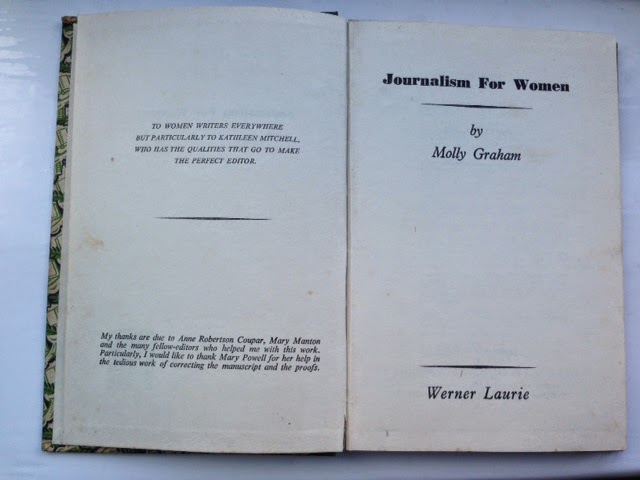 TO WOMEN WRITERS EVERYWHERE
BUT PARTICULARLY TO KATHLEEN MITCHELL,
WHO HAS THE QUALITIES THAT GO TO MAKE
THE PERFECT EDITOR.
My thanks are due to Anne Robertson Coupar, Mary Manton
and the many fellow-editors who helped me with this work.
Particularly, I would like to thank Mary Powell for her help in
the tedious work of correcting the manuscript and the proofs.
Journalism For Women
by
Molly Graham
Werner Laurie